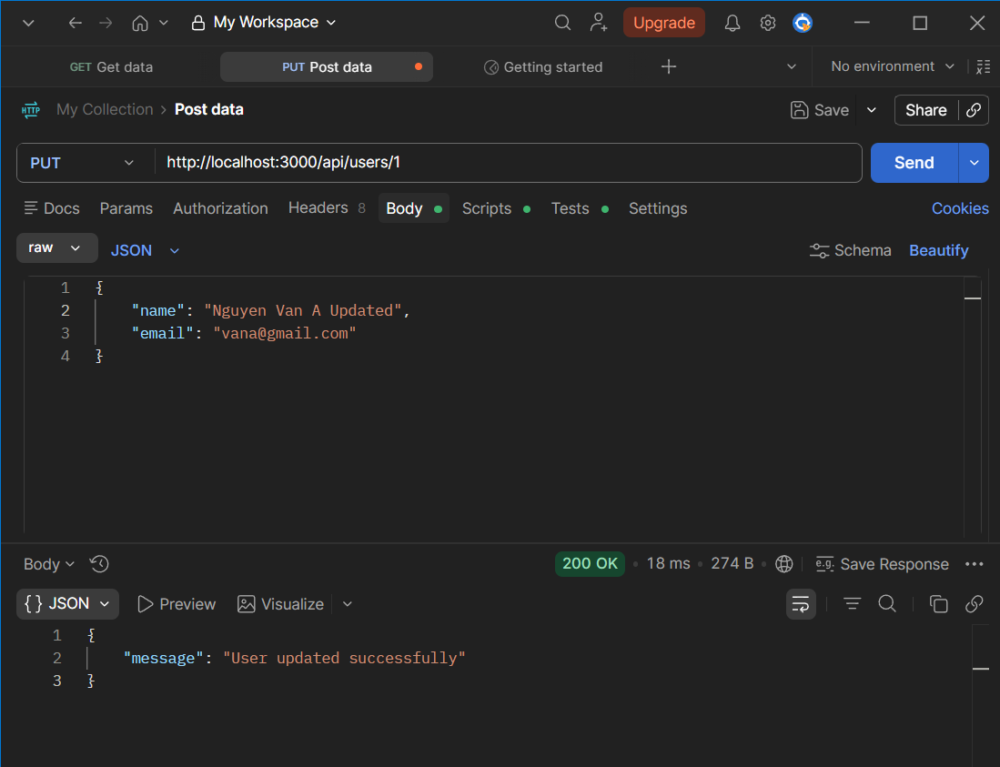 My Workspace Upgrade
GET Get data PUT Post data Getting started No environment
HTTP My Collection > Post data Save Share
PUT http://localhost:3000/api/users/1 Send
Docs Params Authorization Headers 8 Body Scripts Tests Settings Cookies
raw JSON Schema Beautify
1 {
2 "name": "Nguyen Van A Updated",
3 "email": "vana@gmail.com"
4 }
Body 200 OK • 18 ms • 274 B • e.g. Save Response
{} JSON Preview Visualize
1 {
2 "message": "User updated successfully"
3 }